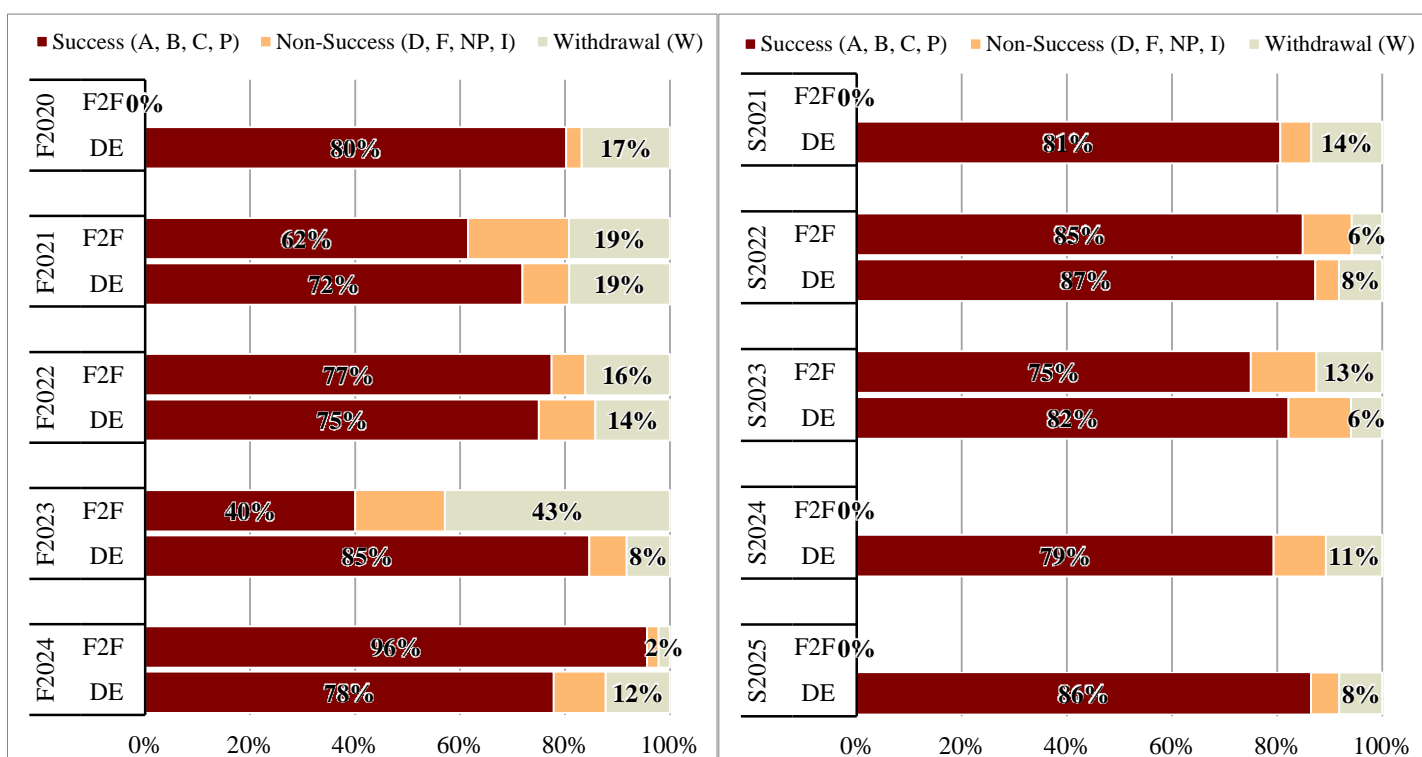 Success (A, B, C, P) Non-Success (D, F, NP, I) Withdrawal (W)
F2020
F2F 0%
DE 80% 17%
F2021
F2F 62% 19%
DE 72% 19%
F2022
F2F 77% 16%
DE 75% 14%
F2023
F2F 40% 43%
DE 85% 8%
F2024
F2F 96% 2%
DE 78% 12%
0% 20% 40% 60% 80% 100%
Success (A, B, C, P) Non-Success (D, F, NP, I) Withdrawal (W)
S2021
F2F 0%
DE 81% 14%
S2022
F2F 85% 6%
DE 87% 8%
S2023
F2F 75% 13%
DE 82% 6%
S2024
F2F 0%
DE 79% 11%
S2025
F2F 0%
DE 86% 8%
0% 20% 40% 60% 80% 100%